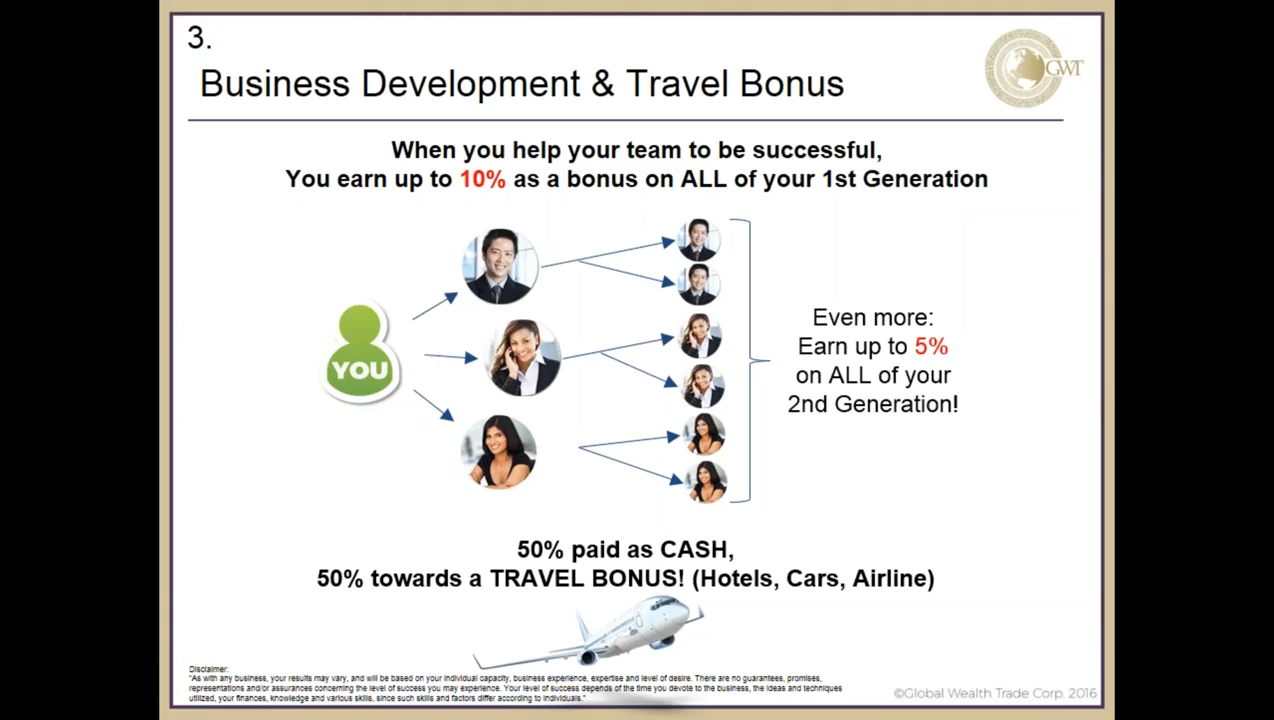 3.
Business Development & Travel Bonus
GWT
When you help your team to be successful,
You earn up to 10% as a bonus on ALL of your 1st Generation
YOU
Even more:
Earn up to 5%
on ALL of your
2nd Generation!
50% paid as CASH,
50% towards a TRAVEL BONUS! (Hotels, Cars, Airline)
Disclaimer:
"As with any business, your results may vary, and will be based on your individual capacity, business experience, expertise and level of desire. There are no guarantees, promises,
representations and/or assurances concerning the level of success you may experience. Your level of success depends of the time you devote to the business, the ideas and techniques
utilized, your finances, knowledge and various skills, since such skills and factors differ according to individuals."
©Global Wealth Trade Corp. 2016